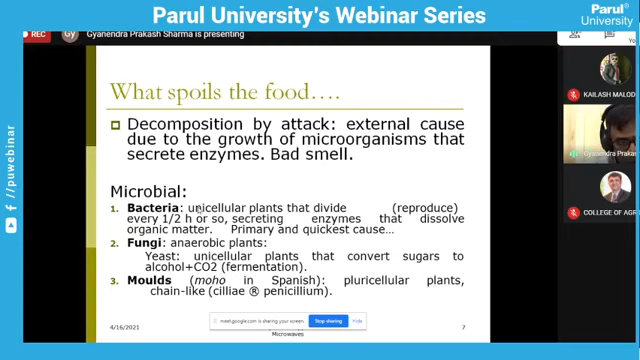 Parul University's Webinar Series
Parul®
University
REC
Gy
Gyanendra Prakash Sharma is presenting
What spoils the food....
Decomposition by attack: external cause
due to the growth of microorganisms that
secrete enzymes. Bad smell.
Microbial:
1. Bacteria: unicellular plants that divide (reproduce)
every 1/2 h or so, secreting enzymes that dissolve
organic matter. Primary and quickest cause...
2. Fungi: anaerobic plants:
Yeast: unicellular plants that convert sugars to
alcohol+CO2 (fermentation).
3. Moulds (moho in Spanish): pluricellular plants,
chain-like (cilliae ® penicillium).
4/16/2021
meet.google.com is sharing your screen.
Stop sharing
Hide
Microwaves
7
KAILASH MALOD
Gyanendra Prakas
COLLEGE OF AGR
/puwebinar